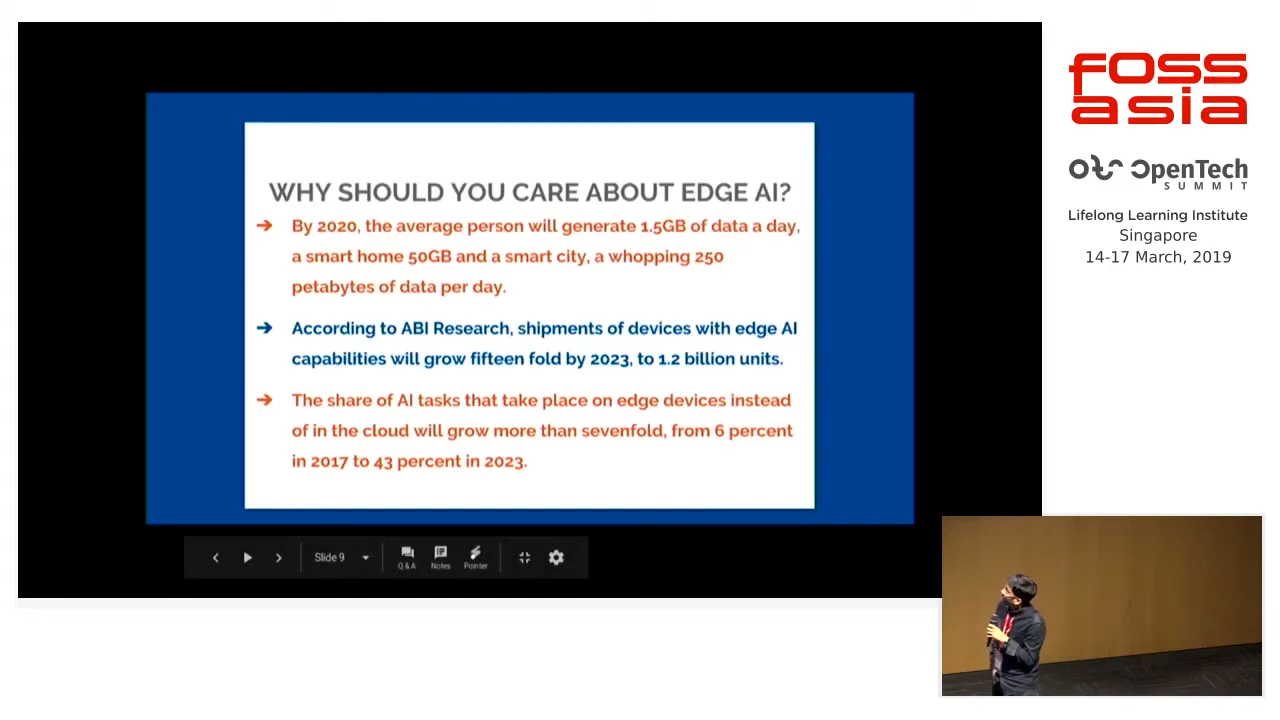 WHY SHOULD YOU CARE ABOUT EDGE AI?
➔ By 2020, the average person will generate 1.5GB of data a day,
a smart home 50GB and a smart city, a whopping 250
petabytes of data per day.
➔ According to ABI Research, shipments of devices with edge AI
capabilities will grow fifteen fold by 2023, to 1.2 billion units.
➔ The share of AI tasks that take place on edge devices instead
of in the cloud will grow more than sevenfold, from 6 percent
in 2017 to 43 percent in 2023.
Slide 9
Q & A
Notes
Pointer
fOSS
asia
OTS OpenTech
SUMMIT
Lifelong Learning Institute
Singapore
14-17 March, 2019